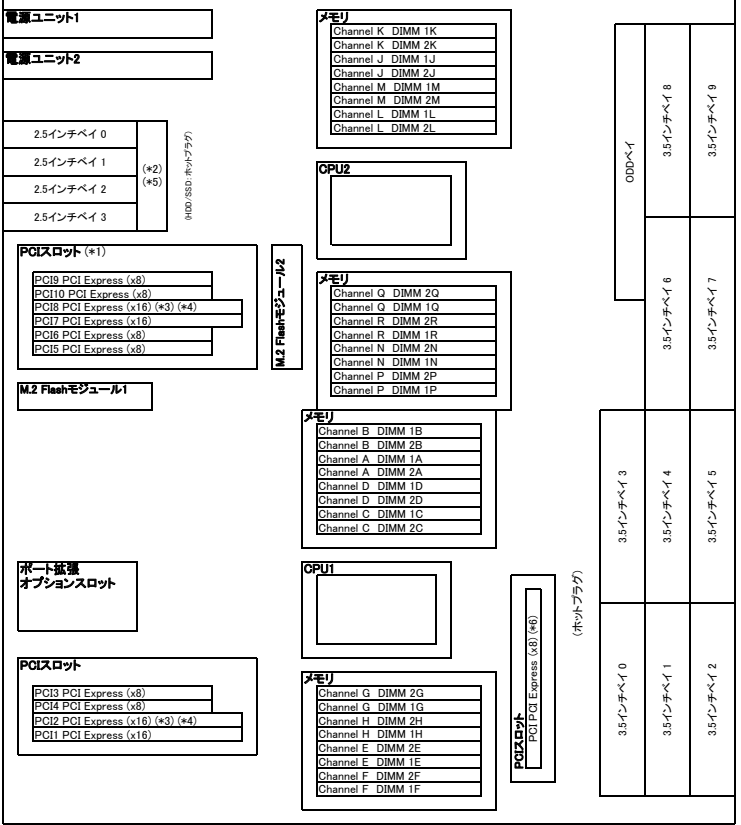 電源ユニット1
電源ユニット2
2.5インチベイ 0
2.5インチベイ 1
2.5インチベイ 2
2.5インチベイ 3
(*2)
(*5)
(HDD/SSD:ホットプラグ)
PCIスロット (*1)
PCI9 PCI Express (x8)
PCI10 PCI Express (x8)
PCI8 PCI Express (x16) (*3) (*4)
PCI7 PCI Express (x16)
PCI6 PCI Express (x8)
PCI5 PCI Express (x8)
M.2 Flashモジュール2
M.2 Flashモジュール1
ポート拡張
オプションスロット
PCIスロット
PCI3 PCI Express (x8)
PCI4 PCI Express (x8)
PCI2 PCI Express (x16) (*3) (*4)
PCI1 PCI Express (x16)
メモリ
Channel K DIMM 1K
Channel K DIMM 2K
Channel J DIMM 1J
Channel J DIMM 2J
Channel M DIMM 1M
Channel M DIMM 2M
Channel L DIMM 1L
Channel L DIMM 2L
CPU2
メモリ
Channel Q DIMM 2Q
Channel Q DIMM 1Q
Channel R DIMM 2R
Channel R DIMM 1R
Channel N DIMM 2N
Channel N DIMM 1N
Channel P DIMM 2P
Channel P DIMM 1P
メモリ
Channel B DIMM 1B
Channel B DIMM 2B
Channel A DIMM 1A
Channel A DIMM 2A
Channel D DIMM 1D
Channel D DIMM 2D
Channel C DIMM 1C
Channel C DIMM 2C
CPU1
メモリ
Channel G DIMM 2G
Channel G DIMM 1G
Channel H DIMM 2H
Channel H DIMM 1H
Channel E DIMM 2E
Channel E DIMM 1E
Channel F DIMM 2F
Channel F DIMM 1F
PCIスロット
PCI PCI Express (x8) (*6)
(ホットプラグ)
ODDベイ
3.5インチベイ 8
3.5インチベイ 9
3.5インチベイ 6
3.5インチベイ 7
3.5インチベイ 3
3.5インチベイ 4
3.5インチベイ 5
3.5インチベイ 0
3.5インチベイ 1
3.5インチベイ 2